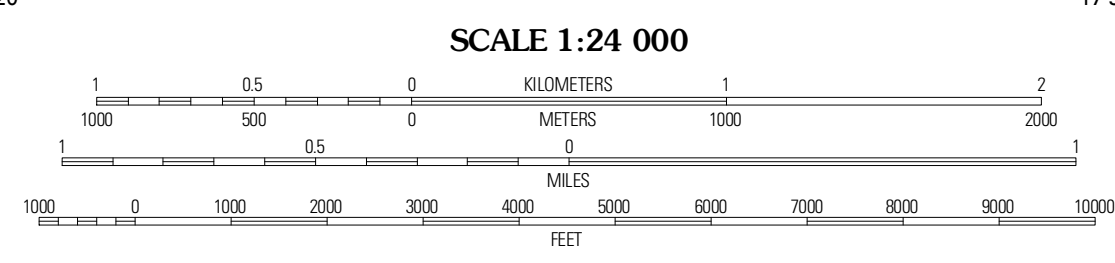 SCALE 1:24 000
1 0.5 0 KILOMETERS 1 2
1000 500 0 METERS 1000 2000
1 0.5 0 1
MILES
1000 0 1000 2000 3000 4000 5000 6000 7000 8000 9000 10000
FEET